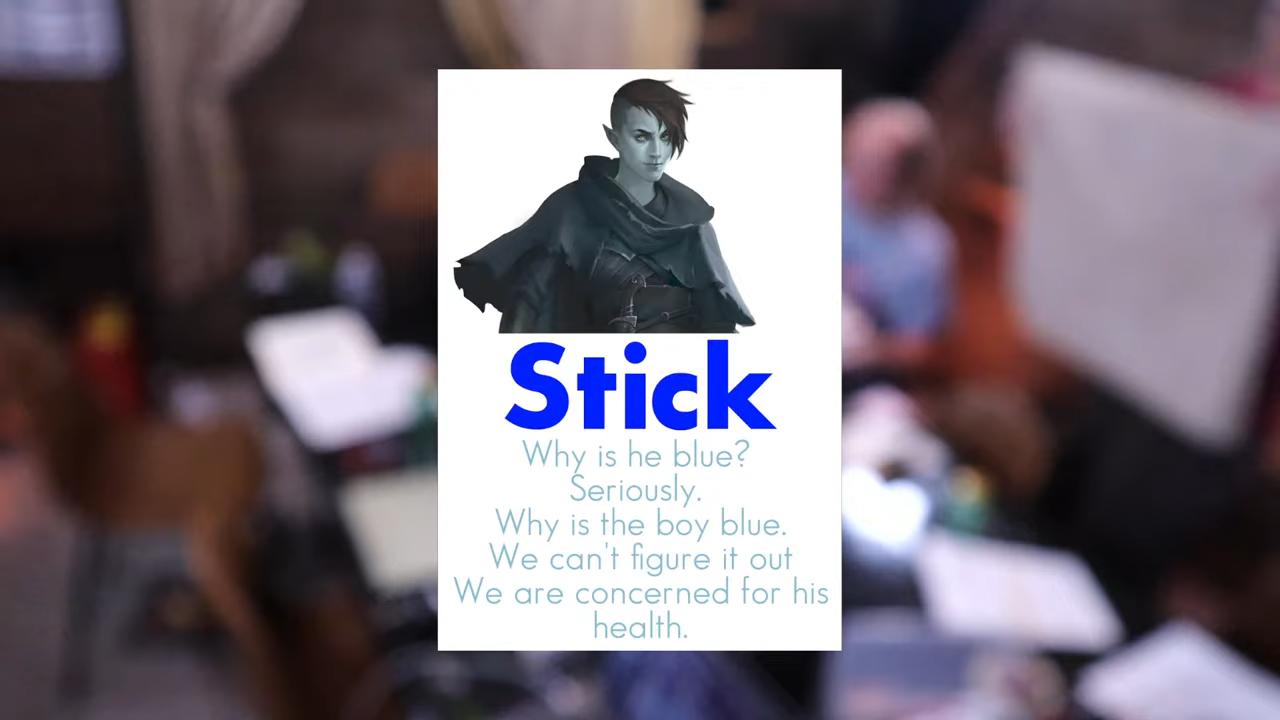 Stick
Why is he blue?
Seriously.
Why is the boy blue.
We can't figure it out
We are concerned for his
health.